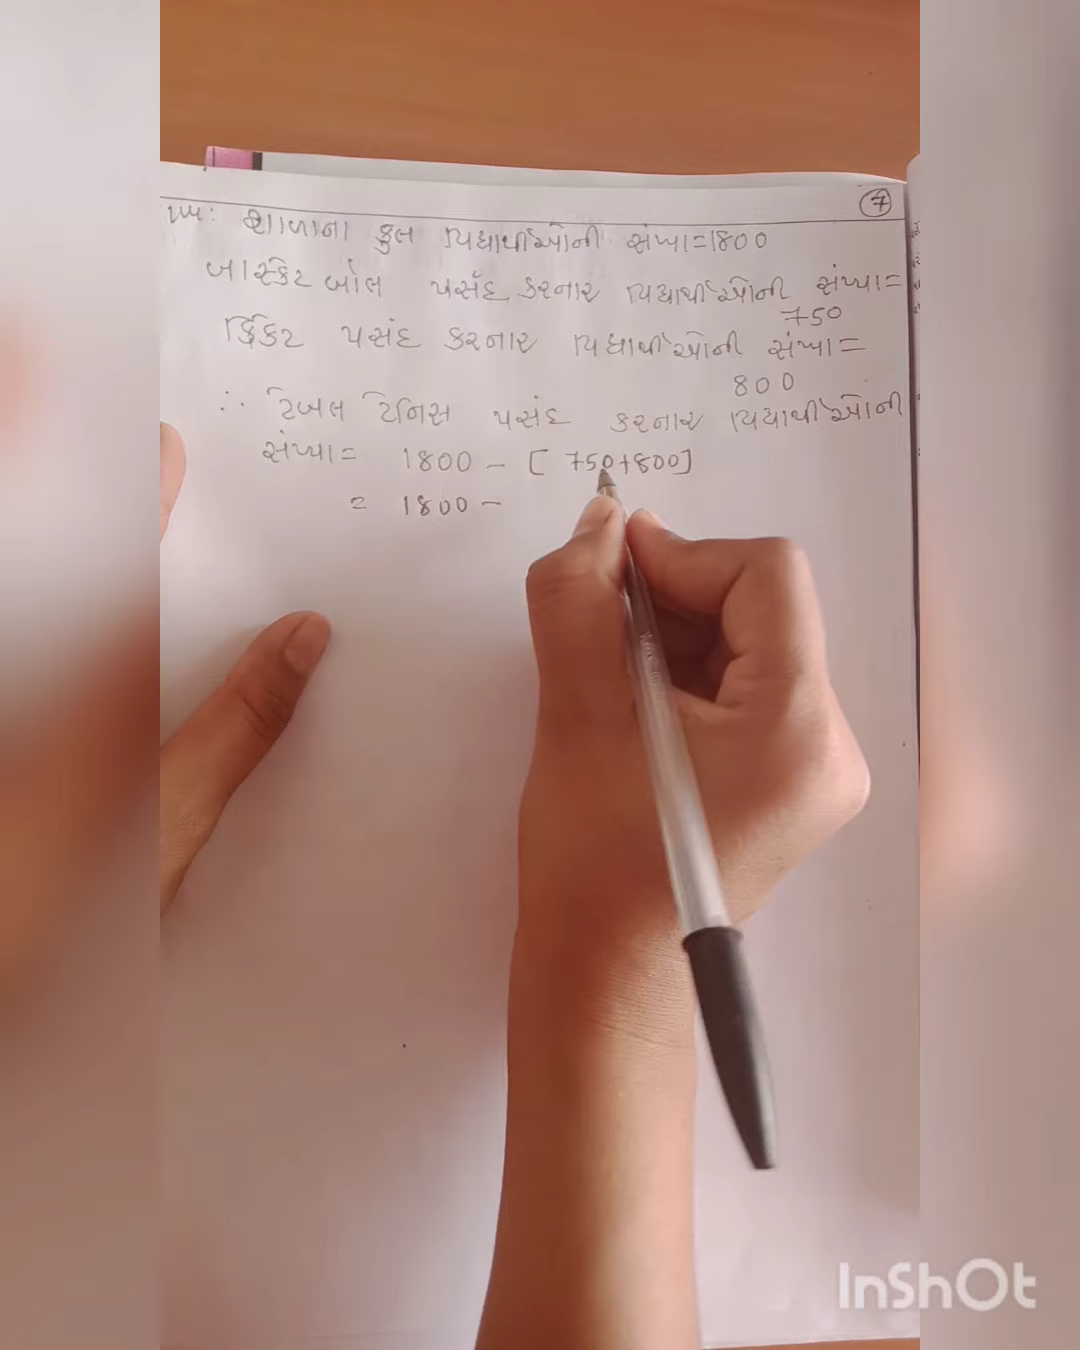 ૭
શાળાના કુલ વિદ્યાર્થીઓની સંખ્યા=1800
બાસ્કેટ બોલ પસંદ કરનાર વિદ્યાર્થીઓની સંખ્યા=
750
ક્રિકેટ પસંદ કરનાર વિદ્યાર્થીઓની સંખ્યા=
800
∴ ટેબલ ટેનિસ પસંદ કરનાર વિદ્યાર્થીઓની
સંખ્યા= 1800 - [ 750+800]
= 1800 -
InShOt